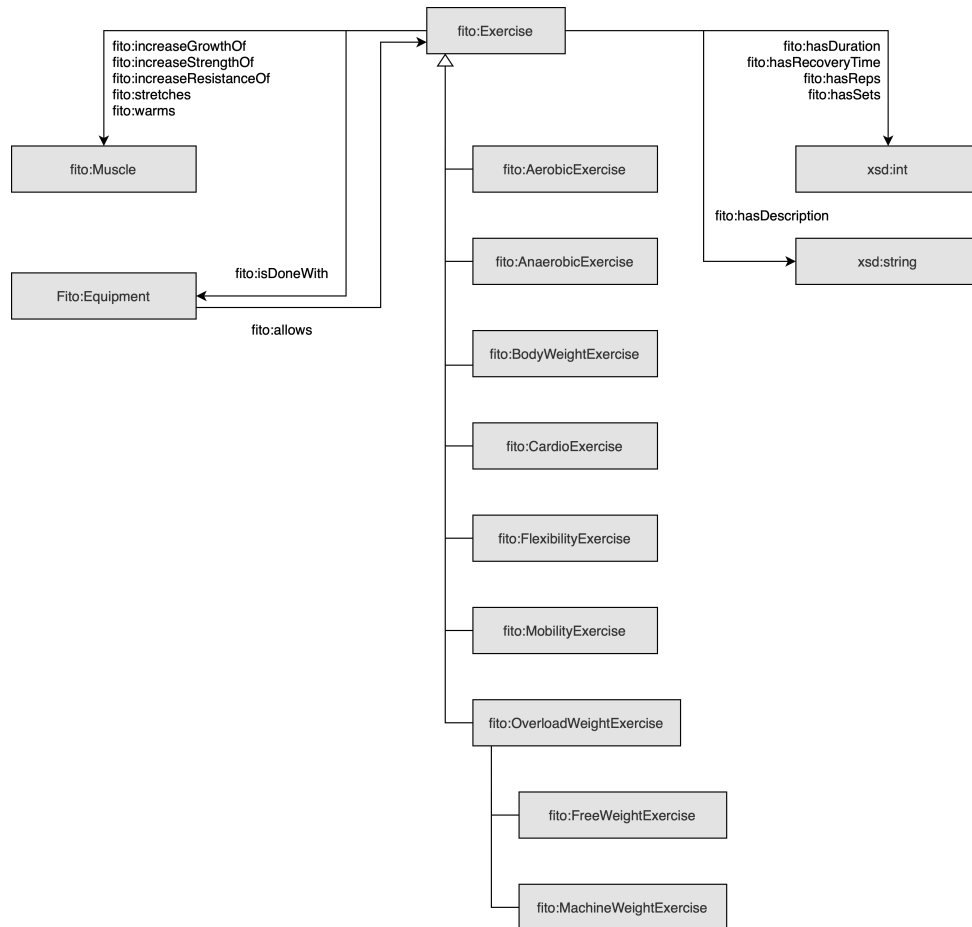 fito:Exercise
fito:increaseGrowthOf
fito:increaseStrengthOf
fito:increaseResistanceOf
fito:stretches
fito:warms
fito:hasDuration
fito:hasRecoveryTime
fito:hasReps
fito:hasSets
fito:Muscle
fito:AerobicExercise
xsd:int
fito:hasDescription
fito:isDoneWith
fito:AnaerobicExercise
xsd:string
Fito:Equipment
fito:allows
fito:BodyWeightExercise
fito:CardioExercise
fito:FlexibilityExercise
fito:MobilityExercise
fito:OverloadWeightExercise
fito:FreeWeightExercise
fito:MachineWeightExercise